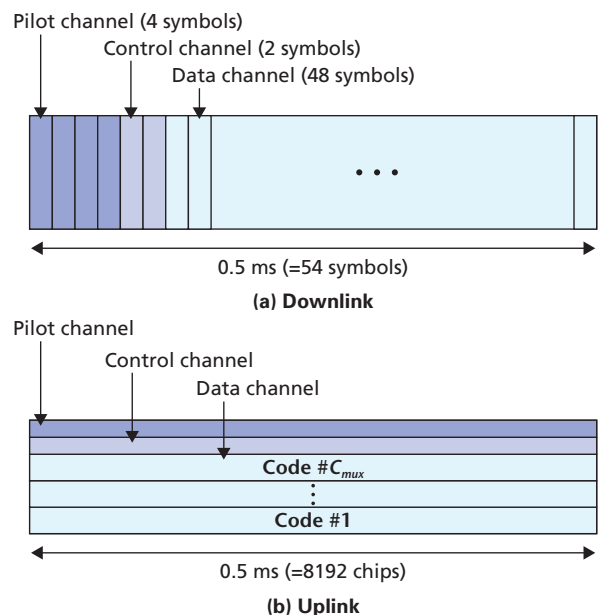 Pilot channel (4 symbols)
Control channel (2 symbols)
Data channel (48 symbols)
• • •
0.5 ms (=54 symbols)
(a) Downlink
Pilot channel
Control channel
Data channel
Code #Cmux
Code #1
0.5 ms (=8192 chips)
(b) Uplink